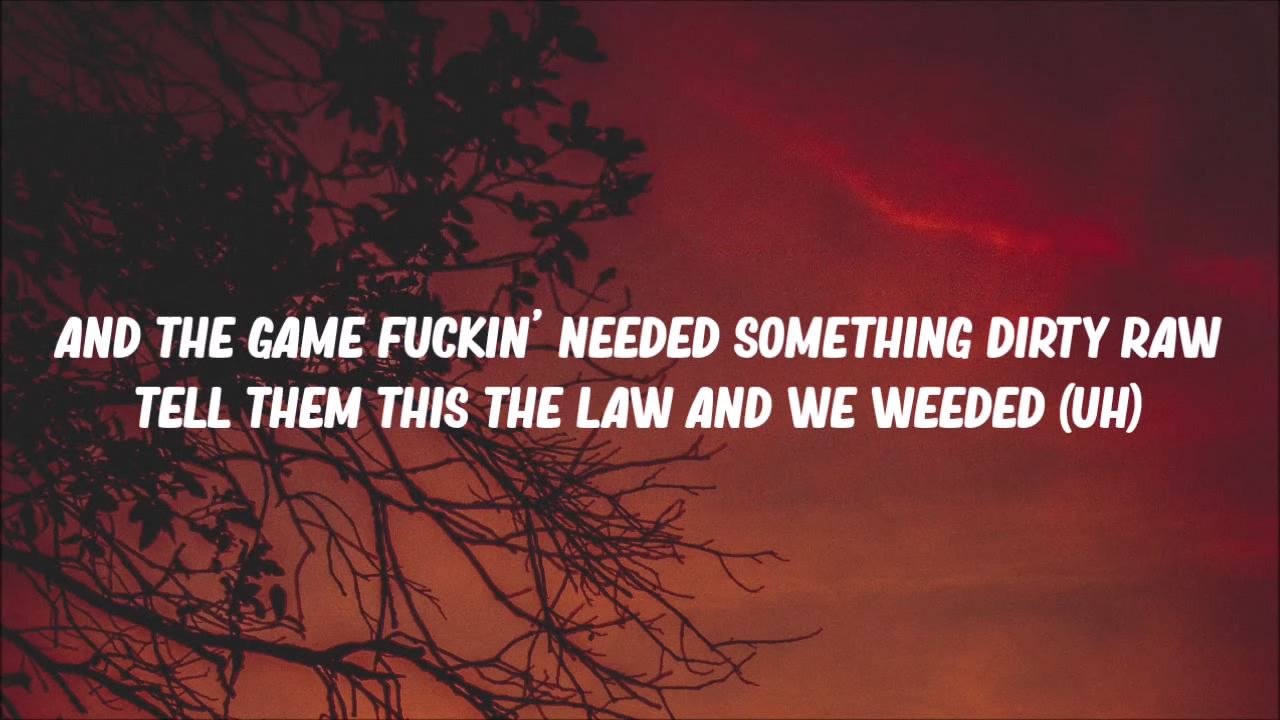 AND THE GAME FUCKIN' NEEDED SOMETHING DIRTY RAW
TELL THEM THIS THE LAW AND WE WEEDED (UH)